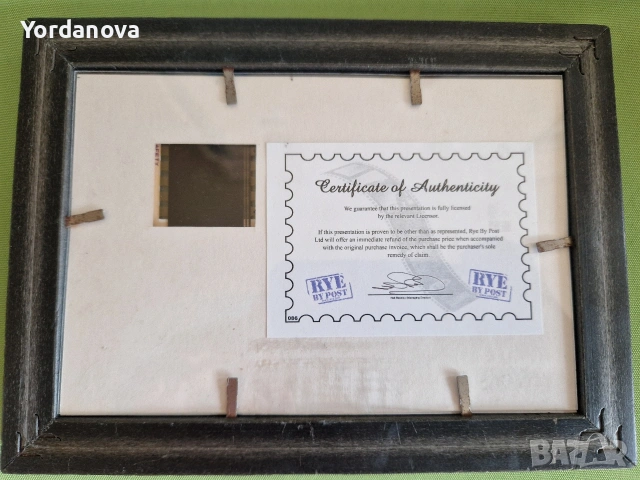 Yordanova
Certificate of Authenticity
We guarantee that this presentation is fully licensed
by the relevant Licensor.
If this presentation is proven to be other than as represented, Rye By Post
Ltd will offer an immediate refund of the purchase price when accompanied
with the original purchase invoice, which shall be the purchaser's sole
remedy of claim.
RYE
BY POST
RYE
BY POST
006
BAZAR